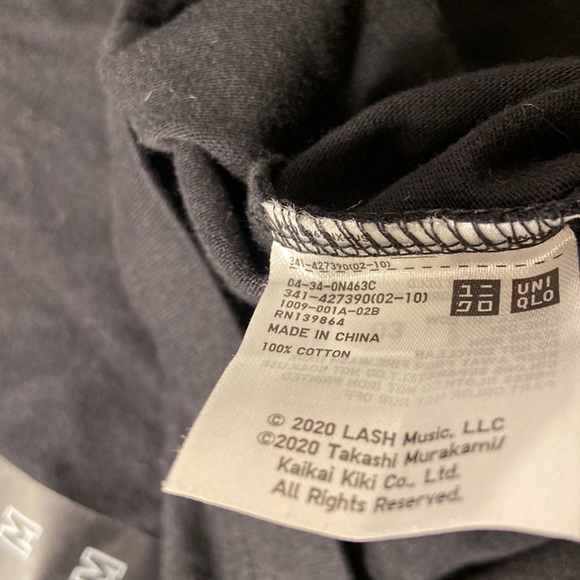 341-427390(02-10)
04-34-0N463C
341-427390(02-10)
1009-001A-02B
RN139864
MADE IN CHINA
100% COTTON
ユニ
クロ
UNI
QLO
© 2020 LASH Music, LLC
©2020 Takashi Murakami/
Kaikai Kiki Co., Ltd.
All Rights Reserved.
M
M